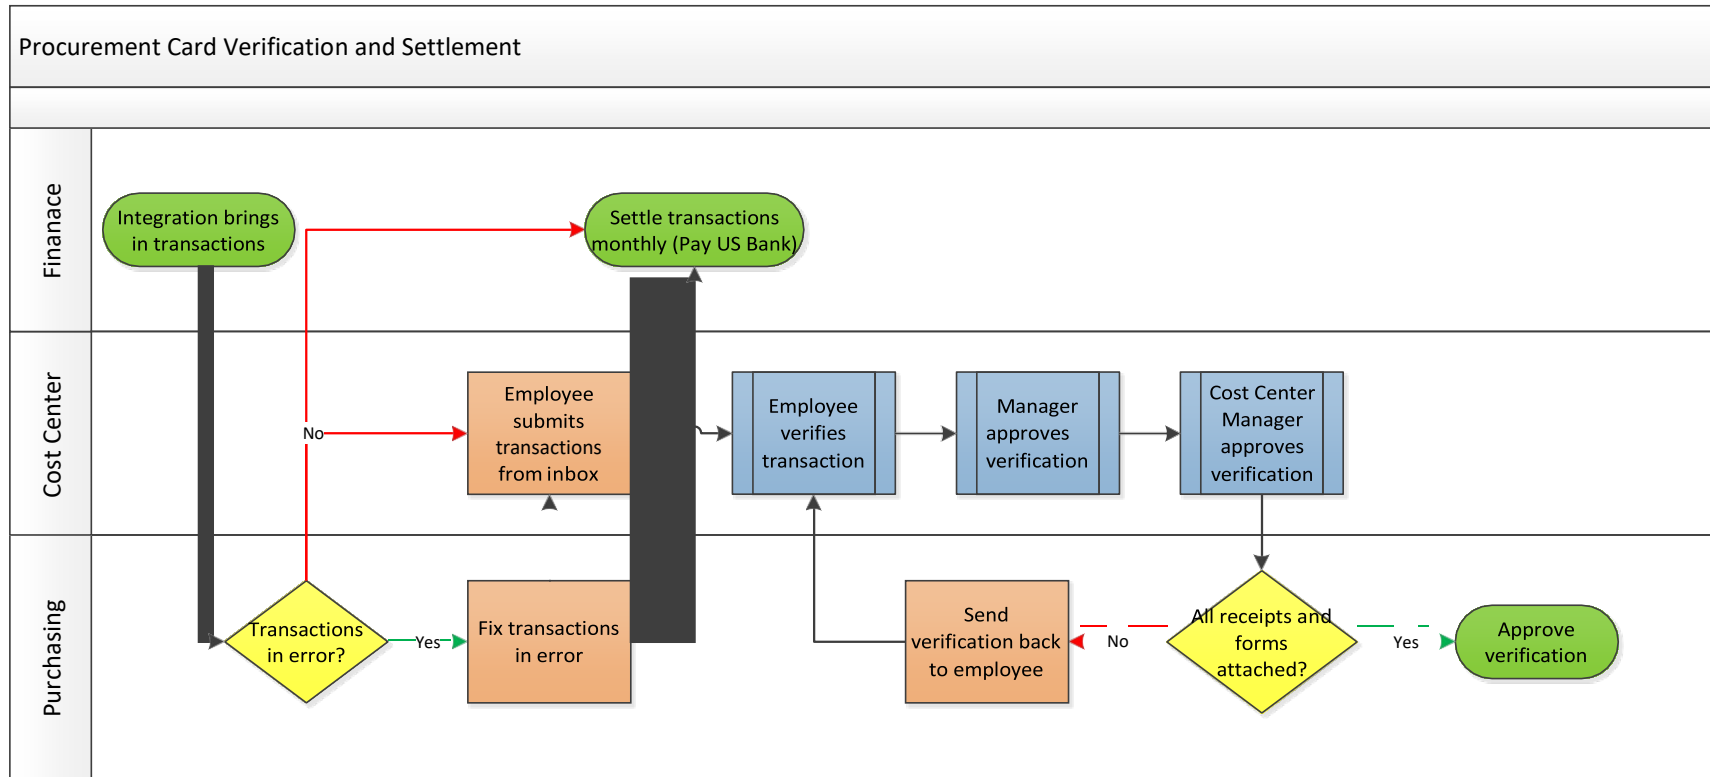 Procurement Card Verification and Settlement
Finanace
Integration brings
in transactions
Settle transactions
monthly (Pay US Bank)
Cost Center
No
Employee
submits
transactions
from inbox
Employee
verifies
transaction
Manager
approves
verification
Cost Center
Manager
approves
verification
Purchasing
Transactions
in error?
Yes
Fix transactions
in error
Send
verification back
to employee
No
All receipts and
forms
attached?
Yes
Approve
verification